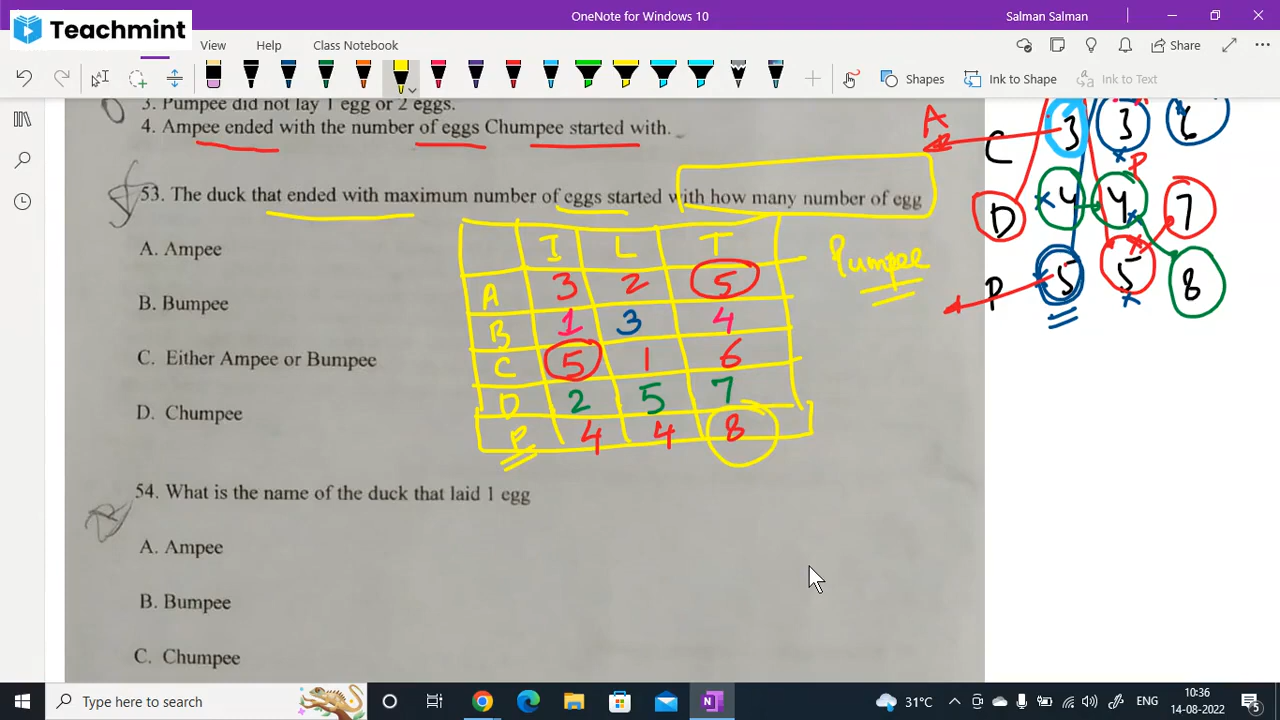 OneNote for Windows 10
Salman Salman
Teachmint
View Help Class Notebook
Share
Shapes
Ink to Shape
Ink to Text
3. Pumpee did not lay 1 egg or 2 eggs.
4. Ampee ended with the number of eggs Chumpee started with.
53. The duck that ended with maximum number of eggs started with how many number of egg
A. Ampee
B. Bumpee
C. Either Ampee or Bumpee
D. Chumpee
I L T
A 3 2 5
B 1 3 4
C 5 1 6
D 2 5 7
P 4 4 8
Pumpee
A
C 3 3 6
P
D 4 4 7
P 5 5 8
54. What is the name of the duck that laid 1 egg
A. Ampee
B. Bumpee
C. Chumpee
Type here to search
31°C
ENG
10:36
14-08-2022
5